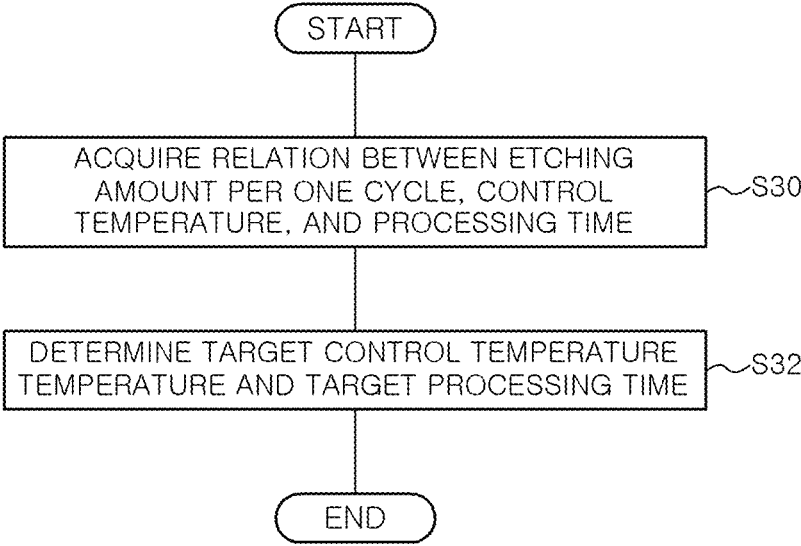 START
ACQUIRE RELATION BETWEEN ETCHING
AMOUNT PER ONE CYCLE, CONTROL
TEMPERATURE, AND PROCESSING TIME
S30
DETERMINE TARGET CONTROL TEMPERATURE
TEMPERATURE AND TARGET PROCESSING TIME
S32
END